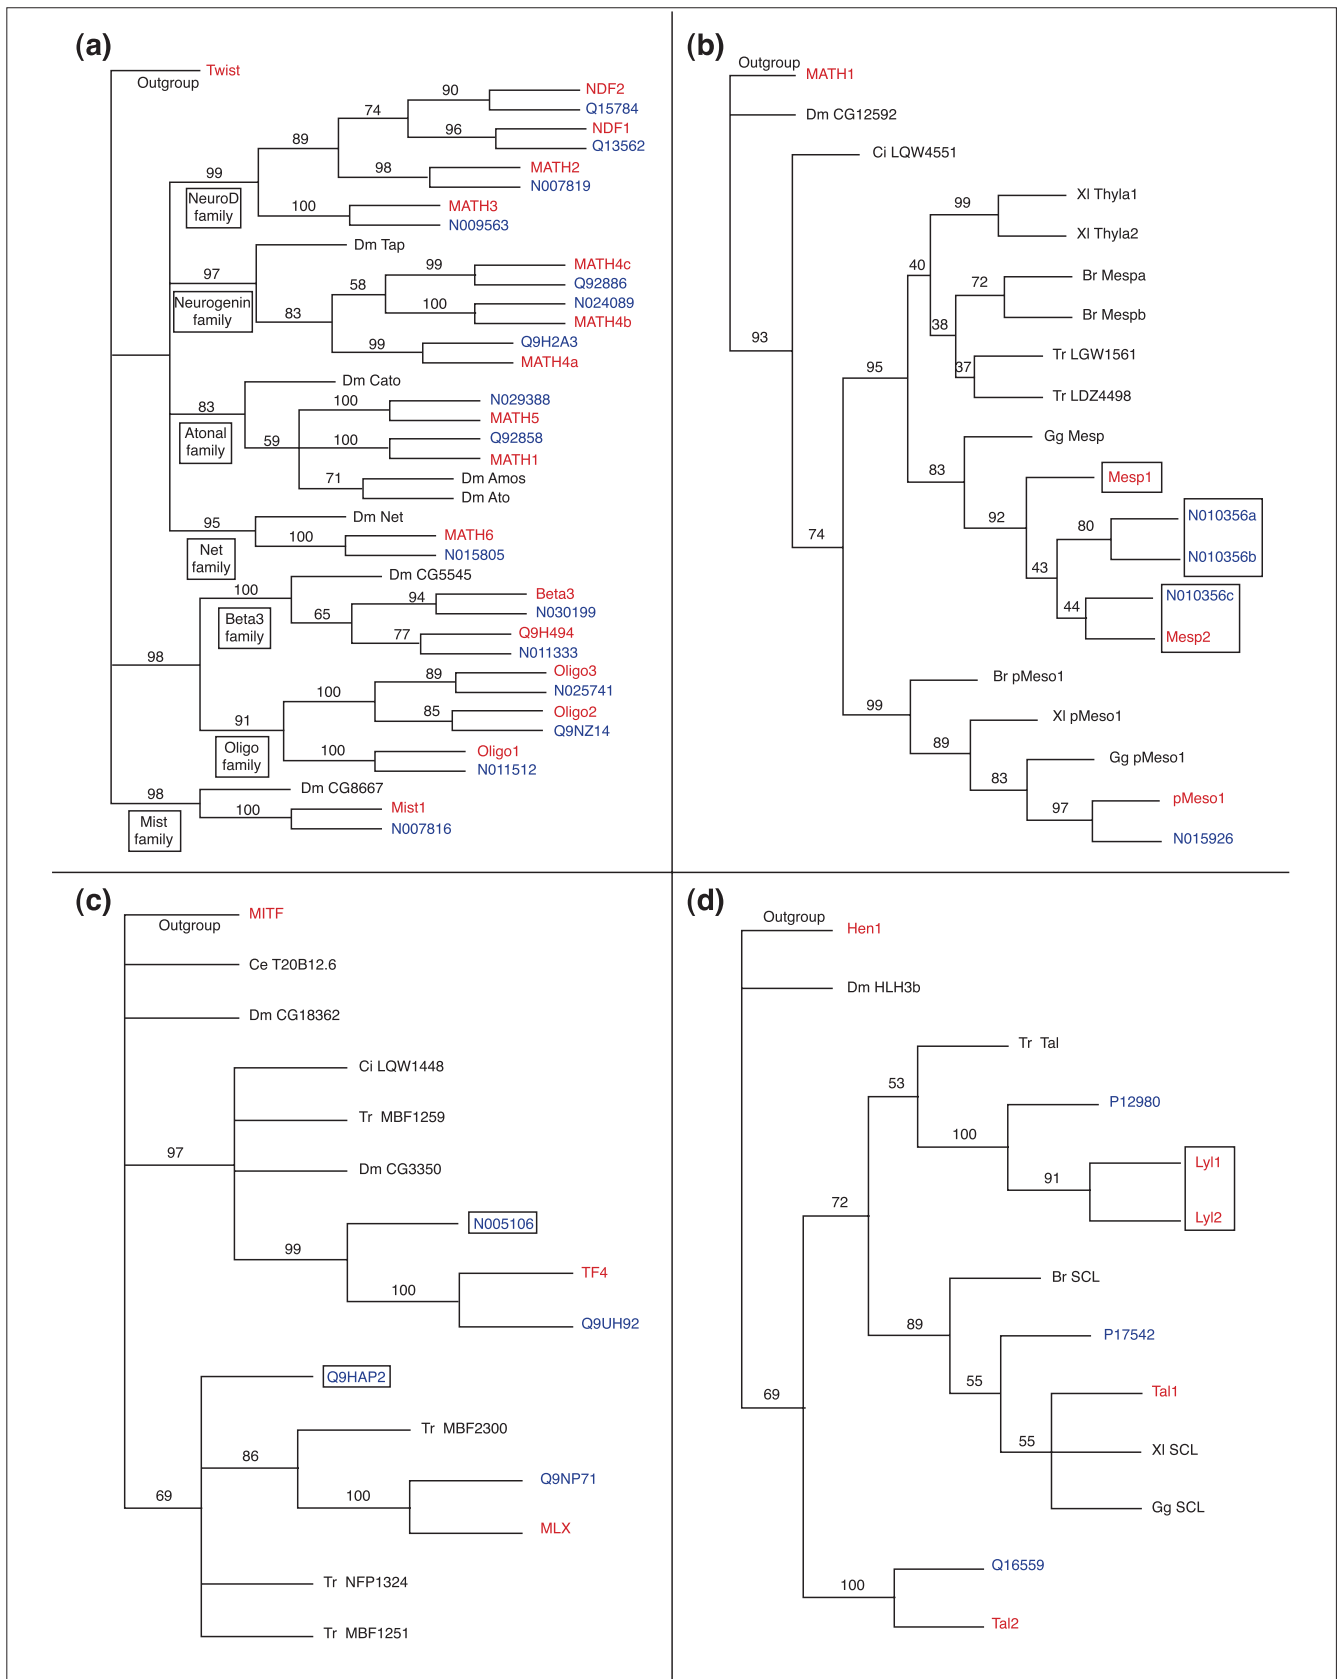 (a)
Twist
Outgroup
90
NDF2
Q15784
74
96
NDF1
Q13562
89
98
MATH2
N007819
99
NeuroD
family
100
MATH3
N009563
Dm Tap
97
Neurogenin
family
99
MATH4c
Q92886
58
100
N024089
MATH4b
83
99
Q9H2A3
MATH4a
Dm Cato
83
Atonal
family
100
N029388
MATH5
59
100
Q92858
MATH1
71
Dm Amos
Dm Ato
95
Net
family
Dm Net
100
MATH6
N015805
100
Dm CG5545
Beta3
family
94
Beta3
N030199
65
77
Q9H494
N011333
98
89
Oligo3
N025741
100
85
Oligo2
Q9NZ14
91
Oligo
family
100
Oligo1
N011512
98
Mist
family
Dm CG8667
100
Mist1
N007816
(b)
Outgroup
MATH1
Dm CG12592
Ci LQW4551
99
Xl Thyla1
Xl Thyla2
40
72
Br Mespa
Br Mespb
38
37
Tr LGW1561
Tr LDZ4498
93
95
Gg Mesp
83
Mesp1
92
80
N010356a
N010356b
43
44
N010356c
Mesp2
74
Br pMeso1
99
Xl pMeso1
89
Gg pMeso1
83
97
pMeso1
N015926
(c)
Outgroup
MITF
Ce T20B12.6
Dm CG18362
Ci LQW1448
Tr MBF1259
97
Dm CG3350
99
N005106
100
TF4
Q9UH92
Q9HAP2
Tr MBF2300
86
Q9NP71
100
MLX
69
Tr NFP1324
Tr MBF1251
(d)
Outgroup
Hen1
Dm HLH3b
Tr Tal
53
P12980
100
91
Lyl1
Lyl2
72
Br SCL
89
P17542
55
Tal1
55
Xl SCL
Gg SCL
69
100
Q16559
Tal2